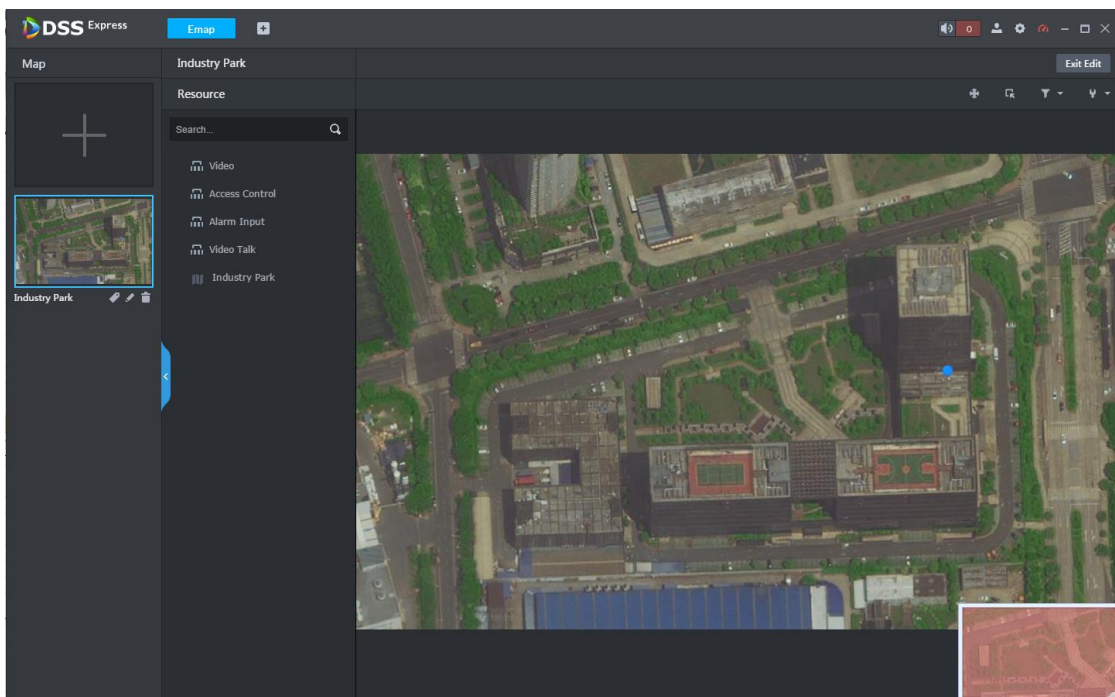 DSS Express
Emap
0
Map
Industry Park
Exit Edit
Resource
Search...
Video
Access Control
Alarm Input
Video Talk
Industry Park
Industry Park